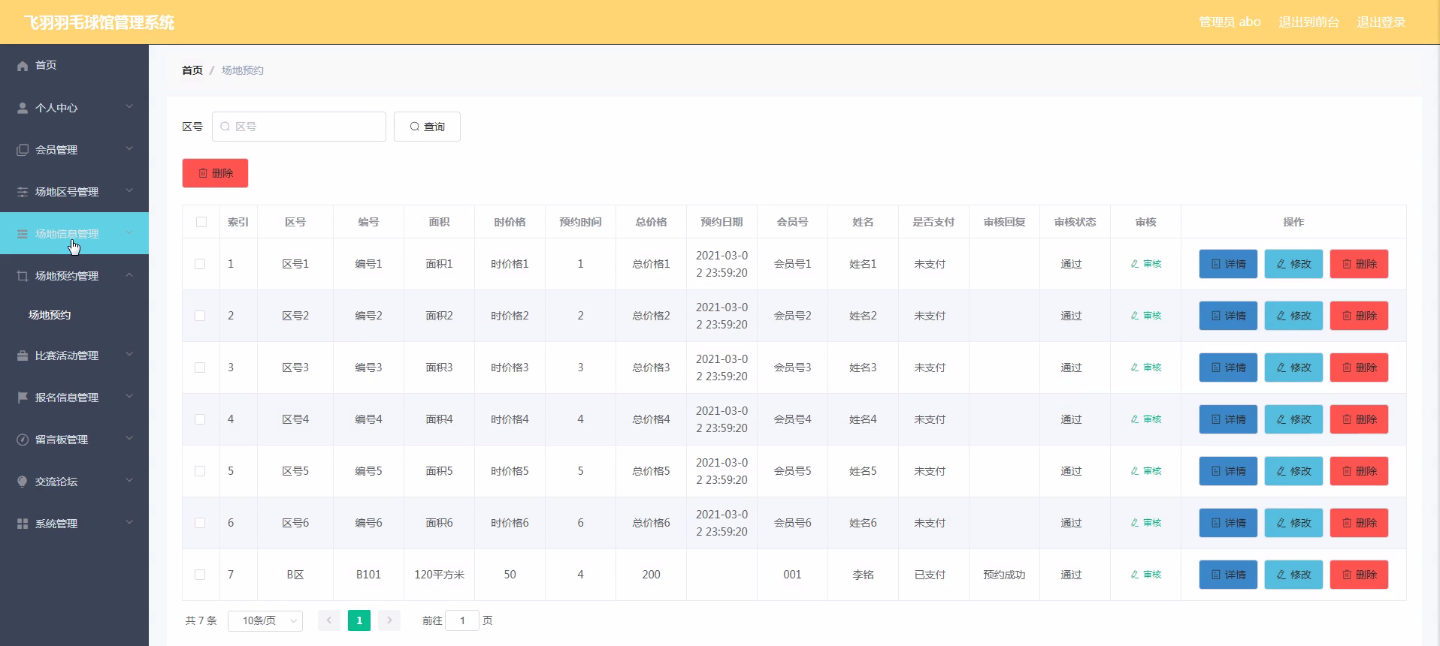 飞羽羽毛球馆管理系统
管理员 abo 退出到前台 退出登录
首页
个人中心
会员管理
场地区号管理
场地信息管理
场地预约管理
场地预约
比赛活动管理
报名信息管理
留言板管理
交流论坛
系统管理
首页 / 场地预约
区号 区号 查询
删除
索引 区号 编号 面积 时价格 预约时间 总价格 预约日期 会员号 姓名 是否支付 审核回复 审核状态 审核 操作
1 区号1 编号1 面积1 时价格1 1 总价格1 2021-03-02 23:59:20 会员号1 姓名1 未支付 通过 审核 详情 修改 删除
2 区号2 编号2 面积2 时价格2 2 总价格2 2021-03-02 23:59:20 会员号2 姓名2 未支付 通过 审核 详情 修改 删除
3 区号3 编号3 面积3 时价格3 3 总价格3 2021-03-02 23:59:20 会员号3 姓名3 未支付 通过 审核 详情 修改 删除
4 区号4 编号4 面积4 时价格4 4 总价格4 2021-03-02 23:59:20 会员号4 姓名4 未支付 通过 审核 详情 修改 删除
5 区号5 编号5 面积5 时价格5 5 总价格5 2021-03-02 23:59:20 会员号5 姓名5 未支付 通过 审核 详情 修改 删除
6 区号6 编号6 面积6 时价格6 6 总价格6 2021-03-02 23:59:20 会员号6 姓名6 未支付 通过 审核 详情 修改 删除
7 B区 B101 120平方米 50 4 200 001 李铭 已支付 预约成功 通过 审核 详情 修改 删除
共 7 条 10条/页 1 前往 1 页